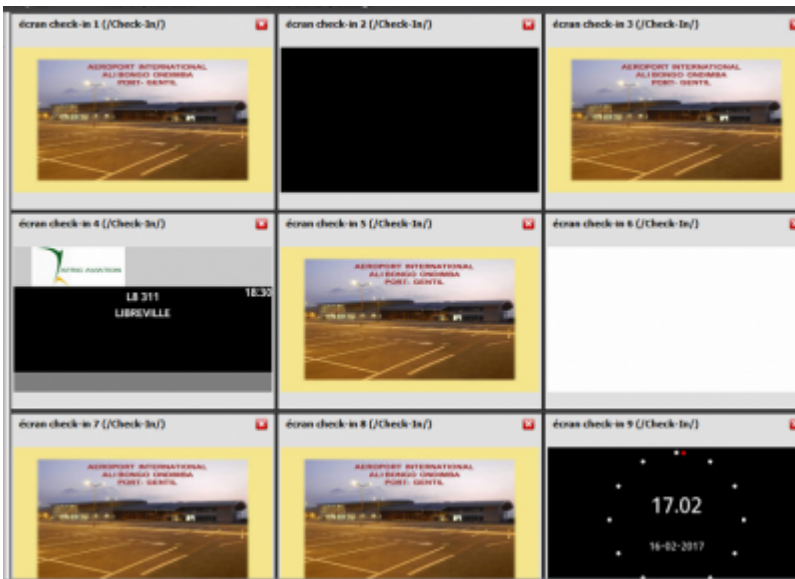 écran check-in 1 (/Check-In/)
AEROPORT INTERNATIONAL
ALI BONGO ONDIMBA
PORT- GENTIL
écran check-in 2 (/Check-In/)
écran check-in 3 (/Check-In/)
AEROPORT INTERNATIONAL
ALI BONGO ONDIMBA
PORT- GENTIL
écran check-in 4 (/Check-In/)
AVIATION
18:30
LB 311
LIBREVILLE
écran check-in 5 (/Check-In/)
AEROPORT INTERNATIONAL
ALI BONGO ONDIMBA
PORT- GENTIL
écran check-in 6 (/Check-In/)
écran check-in 7 (/Check-In/)
AEROPORT INTERNATIONAL
ALI BONGO ONDIMBA
PORT- GENTIL
écran check-in 8 (/Check-In/)
AEROPORT INTERNATIONAL
ALI BONGO ONDIMBA
PORT- GENTIL
écran check-in 9 (/Check-In/)
17.02
16-02-2017